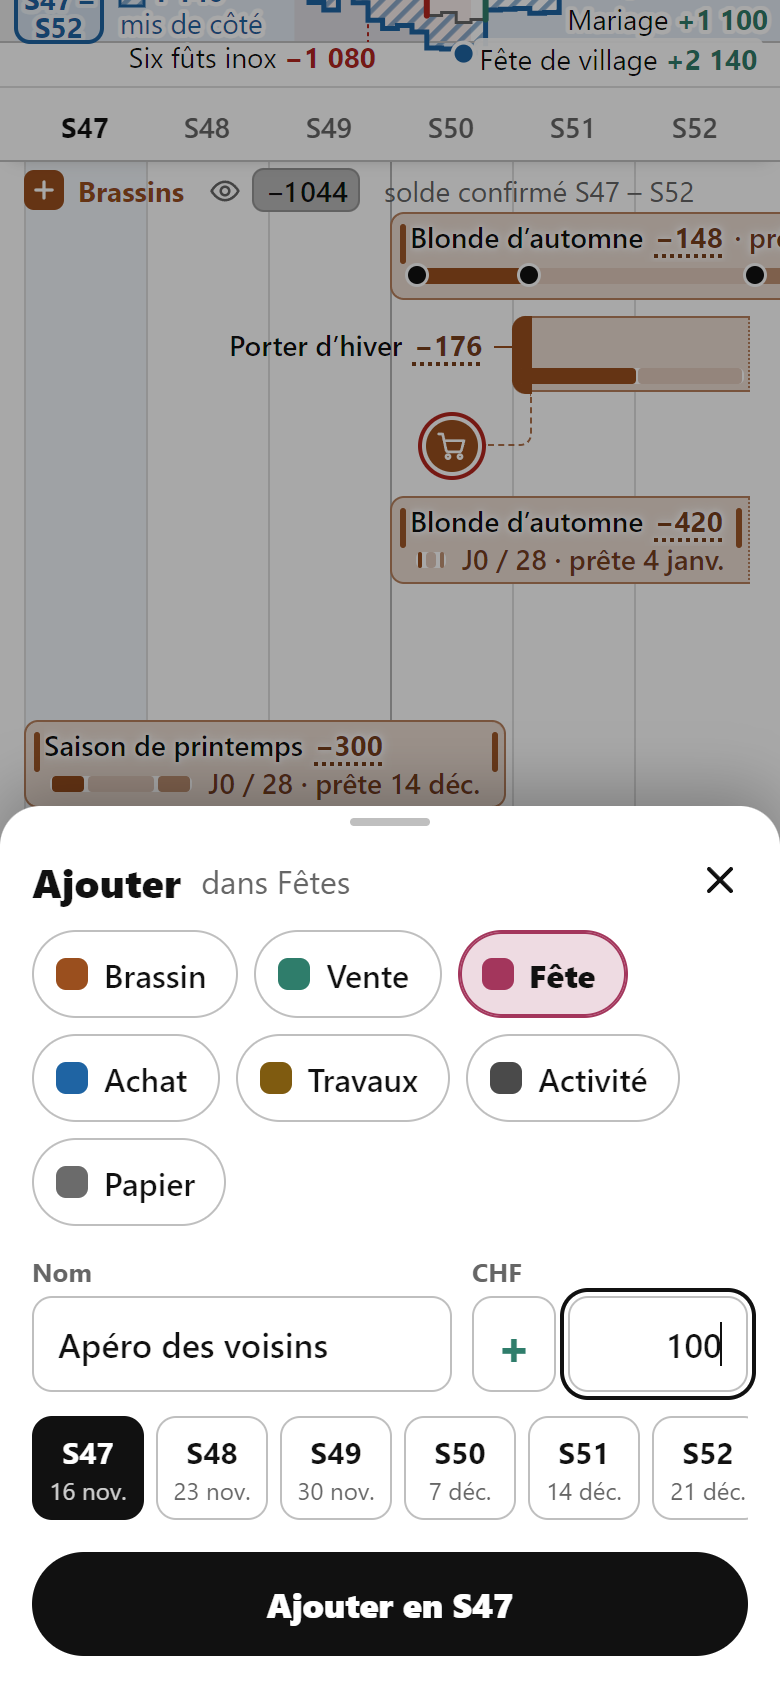 S47 –
S52
mis de côté
Mariage +1 100
Six fûts inox −1 080
Fête de village +2 140
S47 S48 S49 S50 S51 S52
Brassins −1044 solde confirmé S47 – S52
Blonde d’automne −148 · pr
Porter d’hiver −176
Blonde d’automne −420
J0 / 28 · prête 4 janv.
Saison de printemps −300
J0 / 28 · prête 14 déc.
Ajouter dans Fêtes
Brassin Vente Fête
Achat Travaux Activité
Papier
Nom CHF
Apéro des voisins + 100
S47 S48 S49 S50 S51 S52
16 nov. 23 nov. 30 nov. 7 déc. 14 déc. 21 déc.
Ajouter en S47